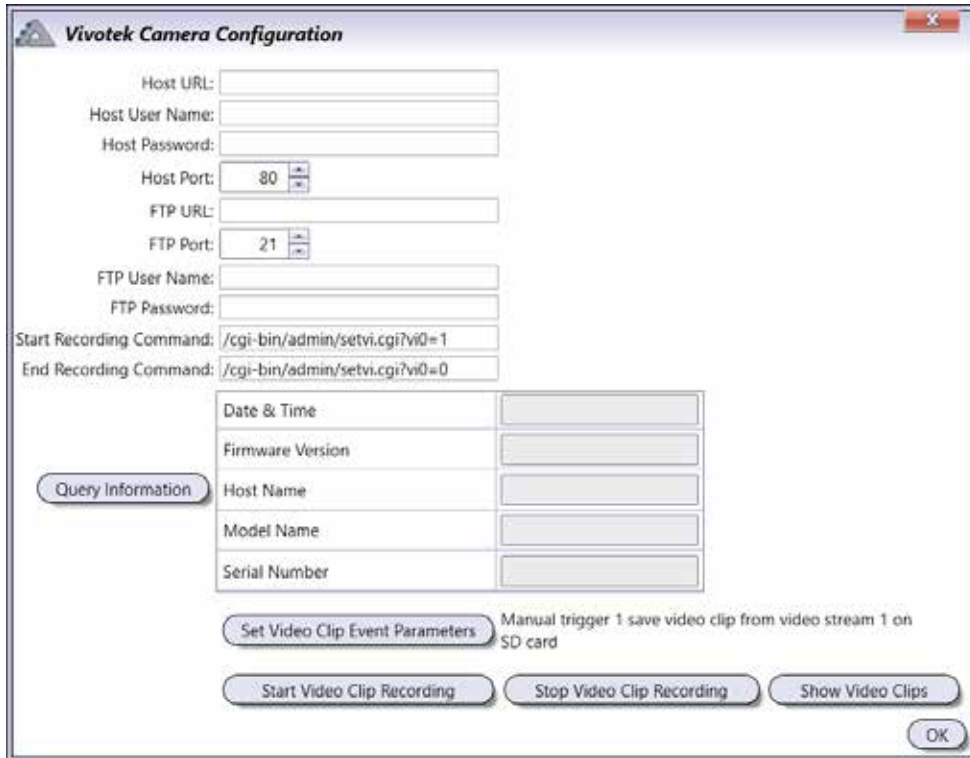 Vivotek Camera Configuration
x
Host URL:
Host User Name:
Host Password:
Host Port: 80
FTP URL:
FTP Port: 21
FTP User Name:
FTP Password:
Start Recording Command: /cgi-bin/admin/setvi.cgi?vi0=1
End Recording Command: /cgi-bin/admin/setvi.cgi?vi0=0
Date & Time
Firmware Version
Query Information Host Name
Model Name
Serial Number
Set Video Clip Event Parameters Manual trigger 1 save video clip from video stream 1 on
SD card
Start Video Clip Recording Stop Video Clip Recording Show Video Clips
OK